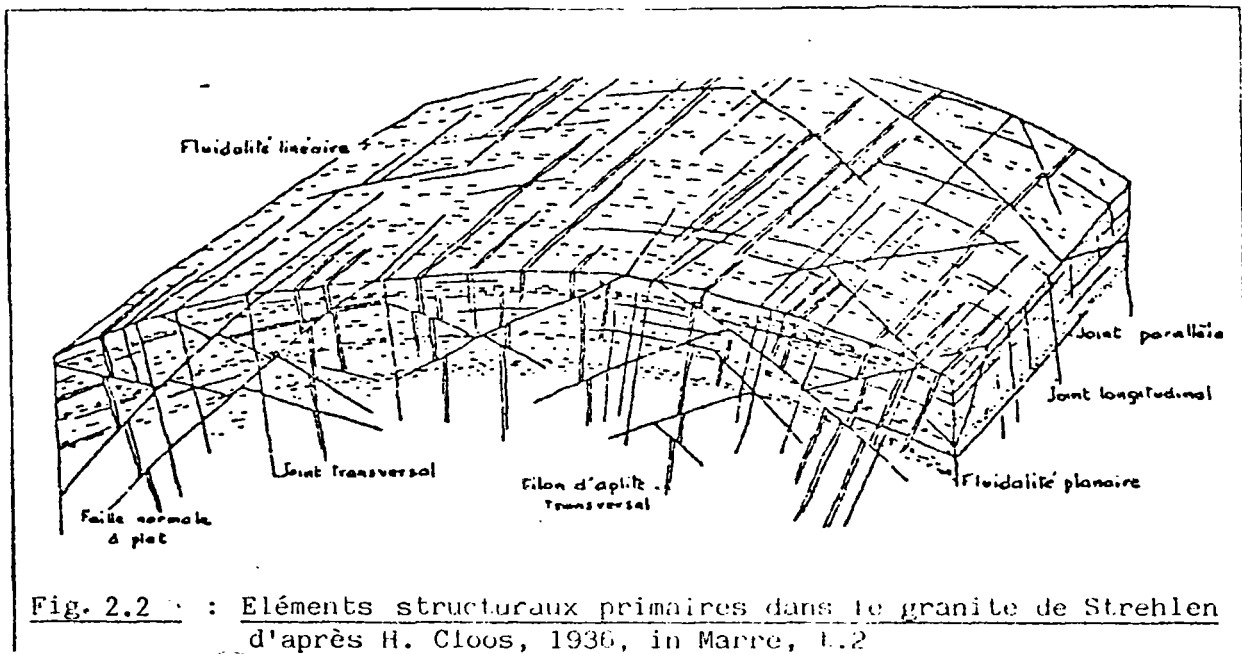 Fluidalité linéaire
Joint parallèle
Joint longitudinal
Joint transversal
Filon d'aplite
transversal
Fluidalité planaire
Faille normale
à plat
Fig. 2.2 : Eléments structuraux primaires dans le granite de Strehlen
d'après H. Cloos, 1936, in Marre, t.2